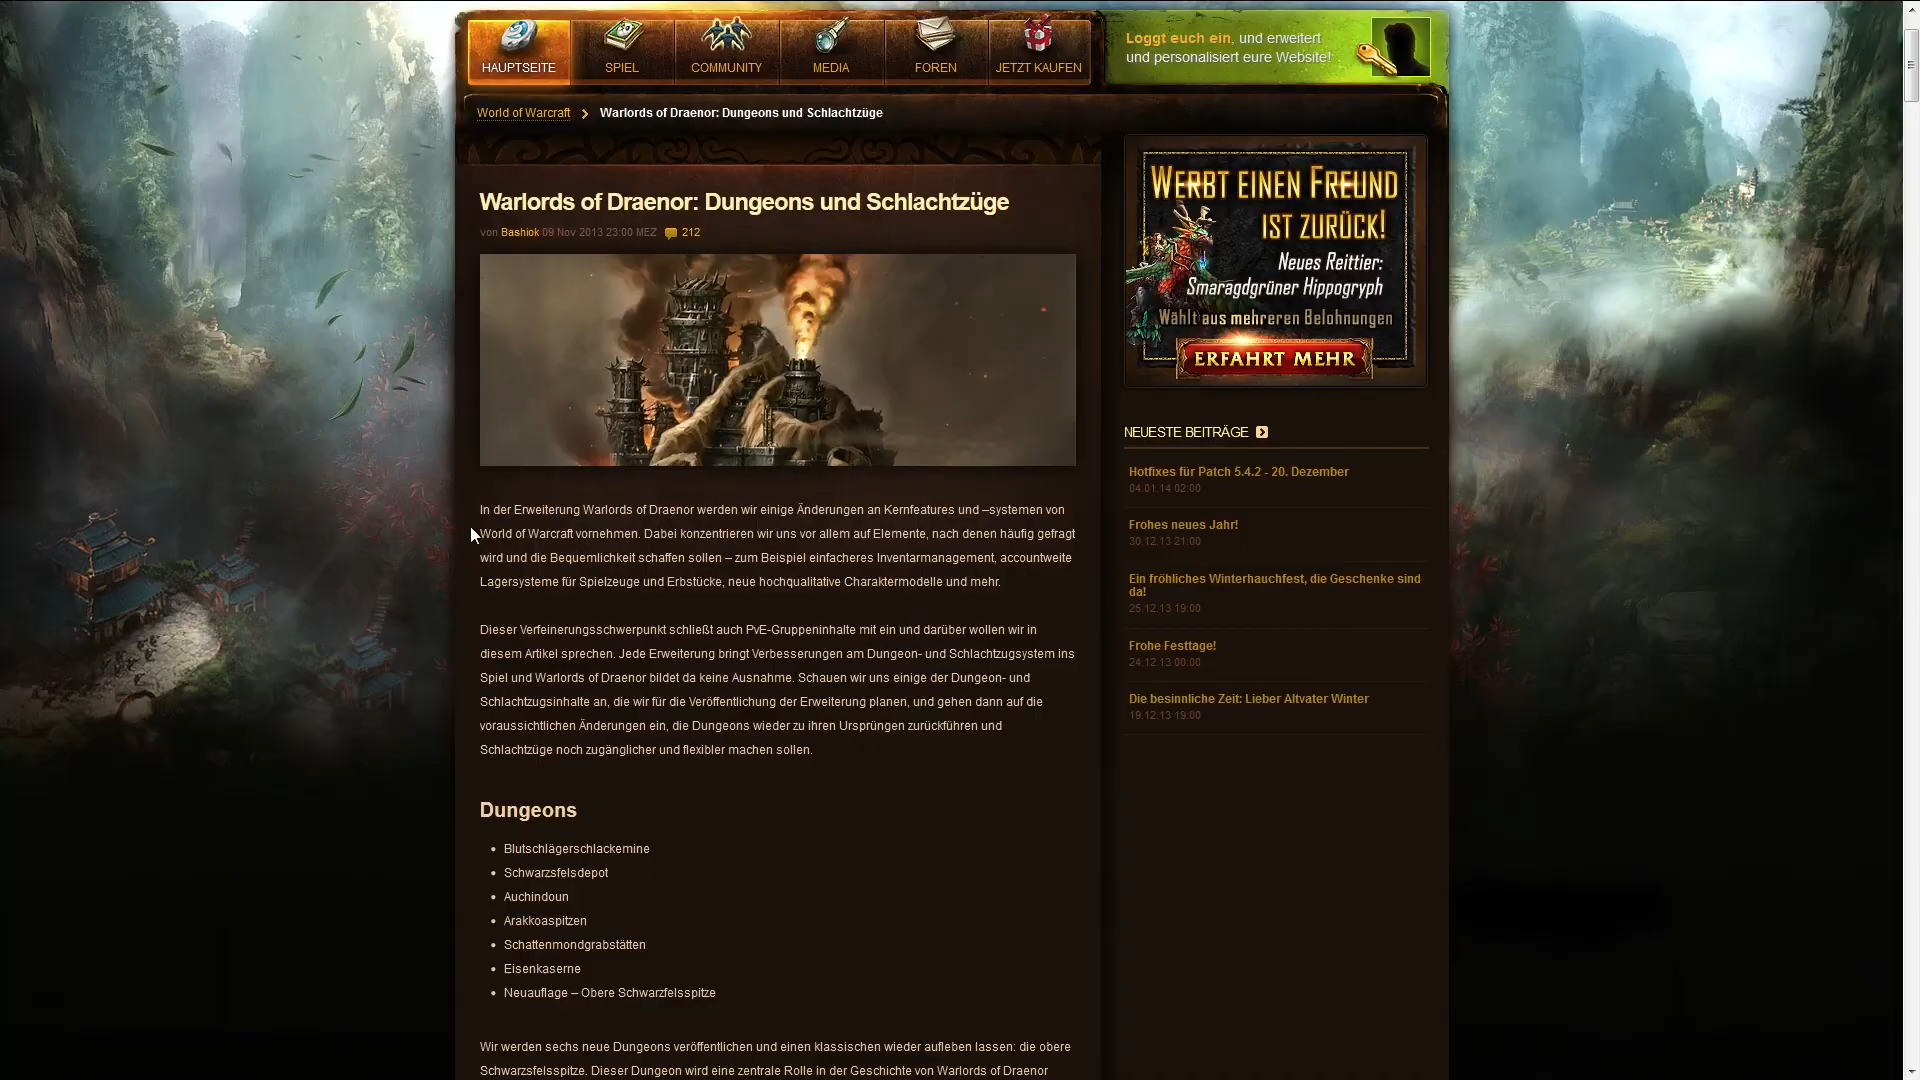 HAUPTSEITE
SPIEL
COMMUNITY
MEDIA
FOREN
JETZT KAUFEN
Loggt euch ein, und erweitert
und personalisiert eure Website!
World of Warcraft
Warlords of Draenor: Dungeons und Schlachtzüge
Warlords of Draenor: Dungeons und Schlachtzüge
von Bashiok 09 Nov 2013 23:00 MEZ 212
In der Erweiterung Warlords of Draenor werden wir einige Änderungen an Kernfeatures und –systemen von
World of Warcraft vornehmen. Dabei konzentrieren wir uns vor allem auf Elemente, nach denen häufig gefragt
wird und die Bequemlichkeit schaffen sollen – zum Beispiel einfacheres Inventarmanagement, accountweite
Lagersysteme für Spielzeuge und Erbstücke, neue hochqualitative Charaktermodelle und mehr.
Dieser Verfeinerungsschwerpunkt schließt auch PvE-Gruppeninhalte mit ein und darüber wollen wir in
diesem Artikel sprechen. Jede Erweiterung bringt Verbesserungen am Dungeon- und Schlachtzugsystem ins
Spiel und Warlords of Draenor bildet da keine Ausnahme. Schauen wir uns einige der Dungeon- und
Schlachtzugsinhalte an, die wir für die Veröffentlichung der Erweiterung planen, und gehen dann auf die
voraussichtlichen Änderungen ein, die Dungeons wieder zu ihren Ursprüngen zurückführen und
Schlachtzüge noch zugänglicher und flexibler machen sollen.
Dungeons
• Blutschlägerschlackemine
• Schwarzsfelsdepot
• Auchindoun
• Arakkoaspitzen
• Schattenmondgrabstätten
• Eisenkaserne
• Neuauflage – Obere Schwarzfelsspitze
Wir werden sechs neue Dungeons veröffentlichen und einen klassischen wieder aufleben lassen: die obere
Schwarzfelsspitze. Dieser Dungeon wird eine zentrale Rolle in der Geschichte von Warlords of Draenor
WERBT EINEN FREUND
IST ZURÜCK!
Neues Reittier:
Smaragdgrüner Hippogryph
Wählt aus mehreren Belohnungen
ERFAHRT MEHR
NEUESTE BEITRÄGE
Hotfixes für Patch 5.4.2 - 20. Dezember
04.01.14 02:00
Frohes neues Jahr!
30.12.13 21:00
Ein fröhliches Winterhauchfest, die Geschenke sind
da!
25.12.13 19:00
Frohe Festtage!
24.12.13 00:00
Die besinnliche Zeit: Lieber Altvater Winter
19.12.13 19:00